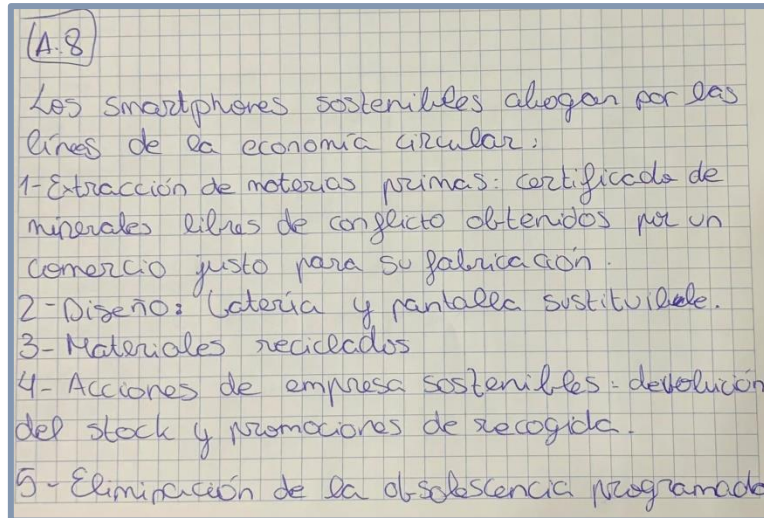 A.8
Los smartphones sostenibles abogan por las
líneas de la economía circular:
1-Extracción de materias primas: certificado de
minerales libres de conflicto obtenidos por un
comercio justo para su fabricación.
2-Diseño: batería y pantalla sustituible.
3-Materiales reciclados
4-Acciones de empresa sostenibles: devolución
del stock y promociones de recogida.
5-Eliminación de la obsolescencia programada